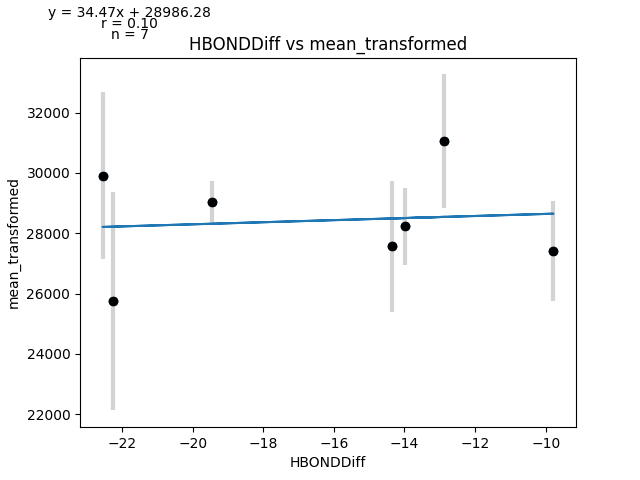 y = 34.47x + 28986.28
r = 0.10
n = 7
HBONDDiff vs mean_transformed
32000
30000
28000
26000
24000
22000
mean_transformed
−22
−20
−18
−16
−14
−12
−10
HBONDDiff